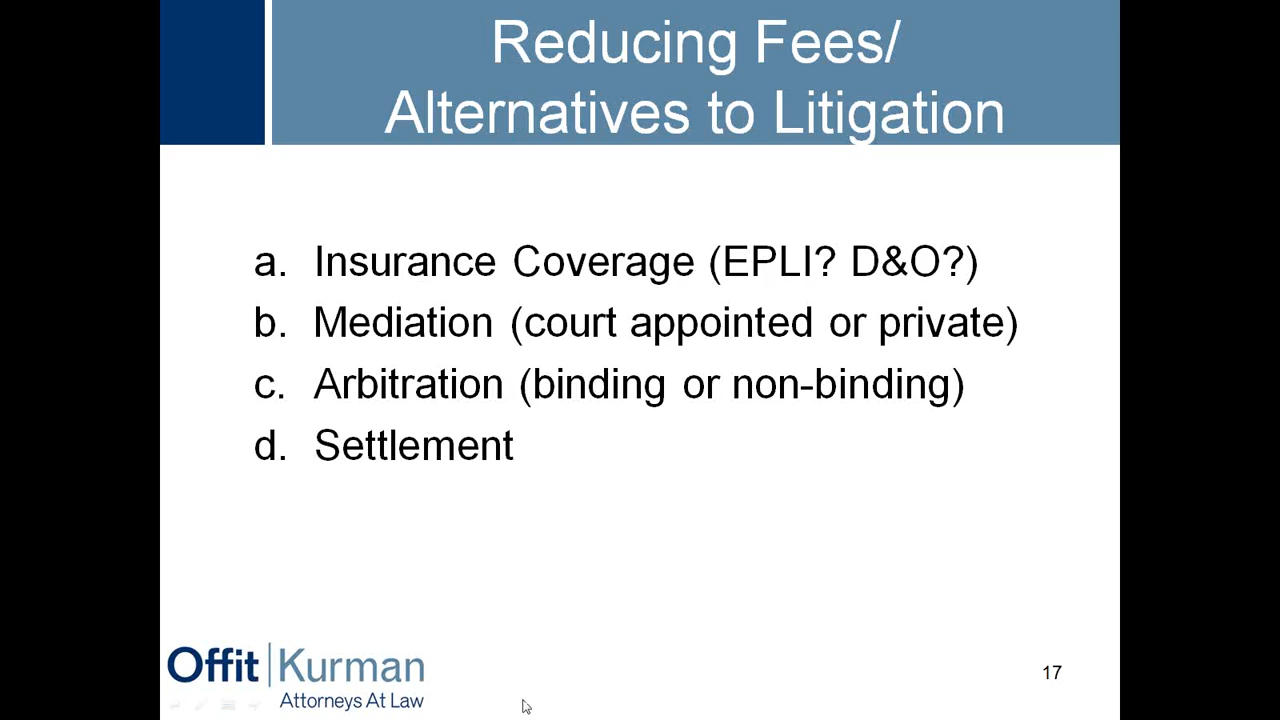 Reducing Fees/
Alternatives to Litigation
a. Insurance Coverage (EPLI? D&O?)
b. Mediation (court appointed or private)
c. Arbitration (binding or non-binding)
d. Settlement
Offit Kurman
Attorneys At Law
17